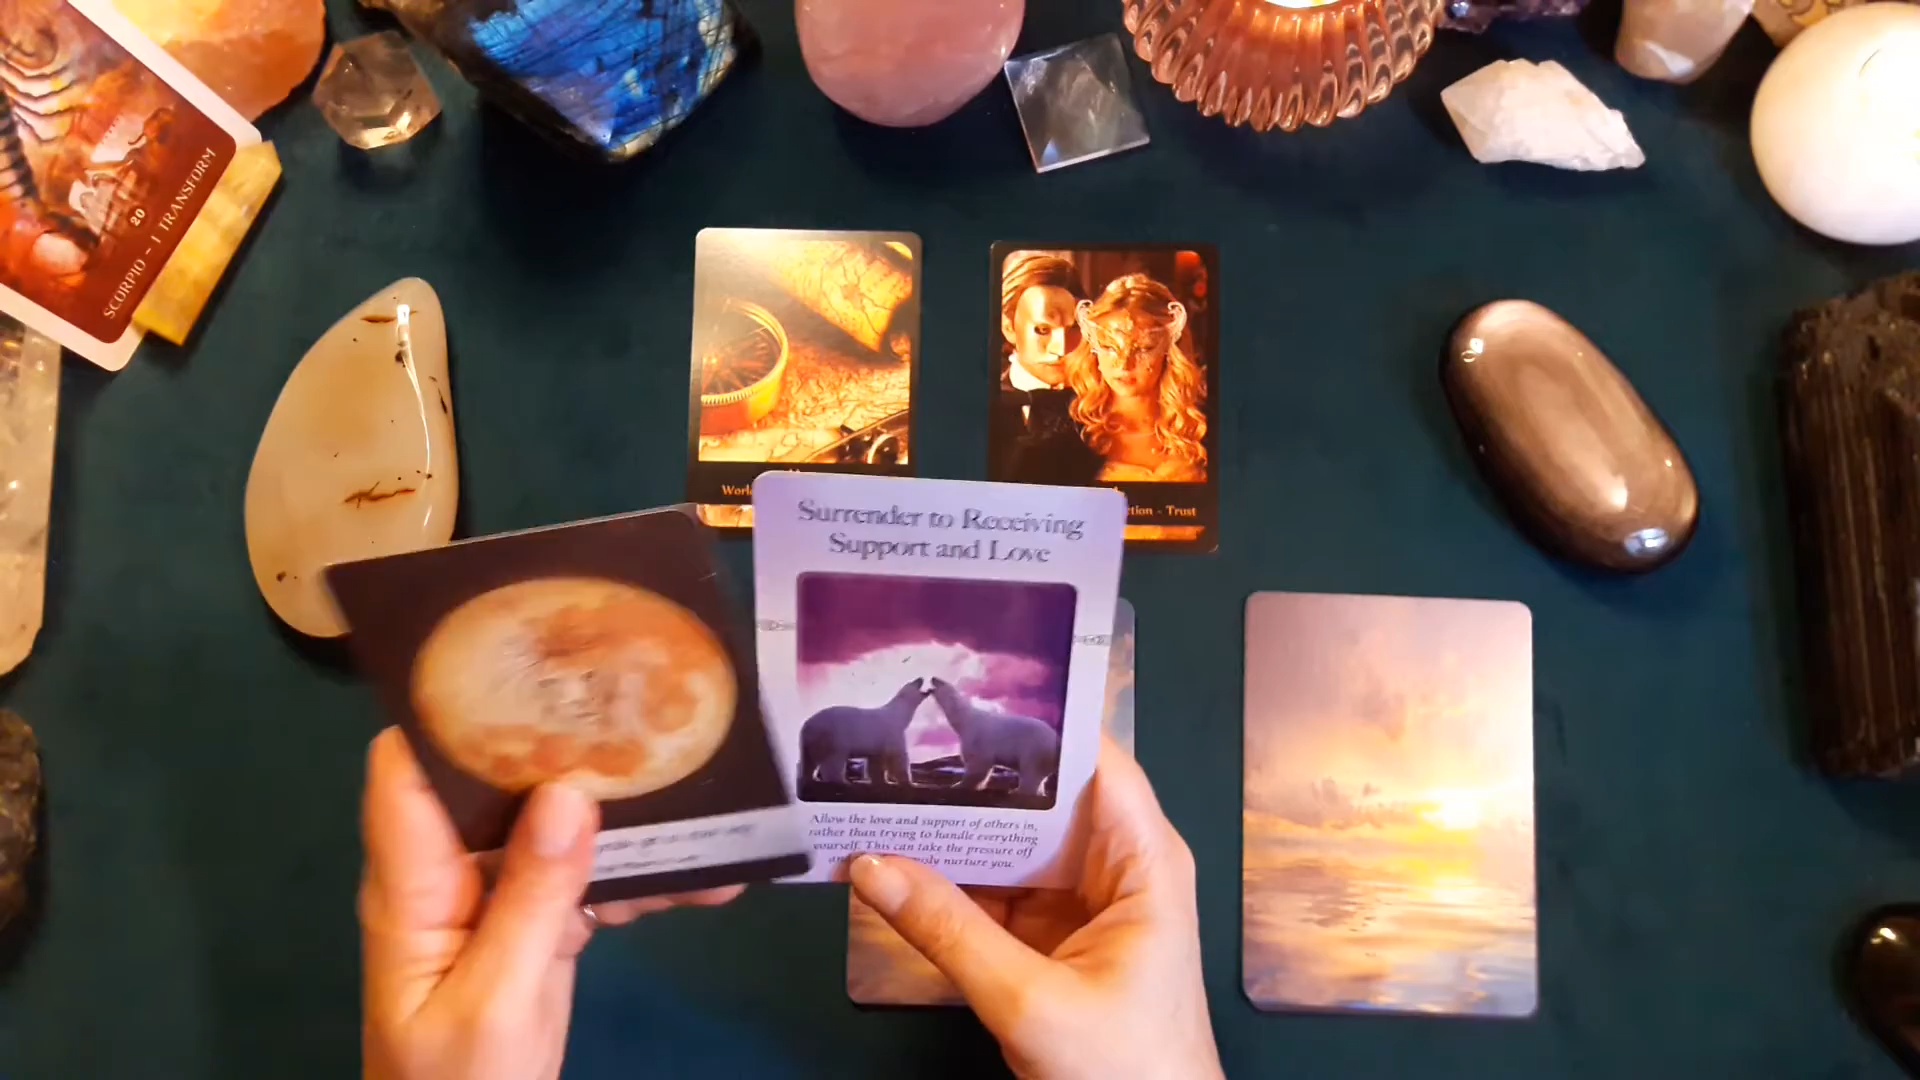 20
SCORPIO - I TRANSFORM
Surrender to Receiving
Support and Love
ction - Trust
Allow the love and support of others in,
rather than trying to handle everything
yourself. This can take the pressure off
nurture you.